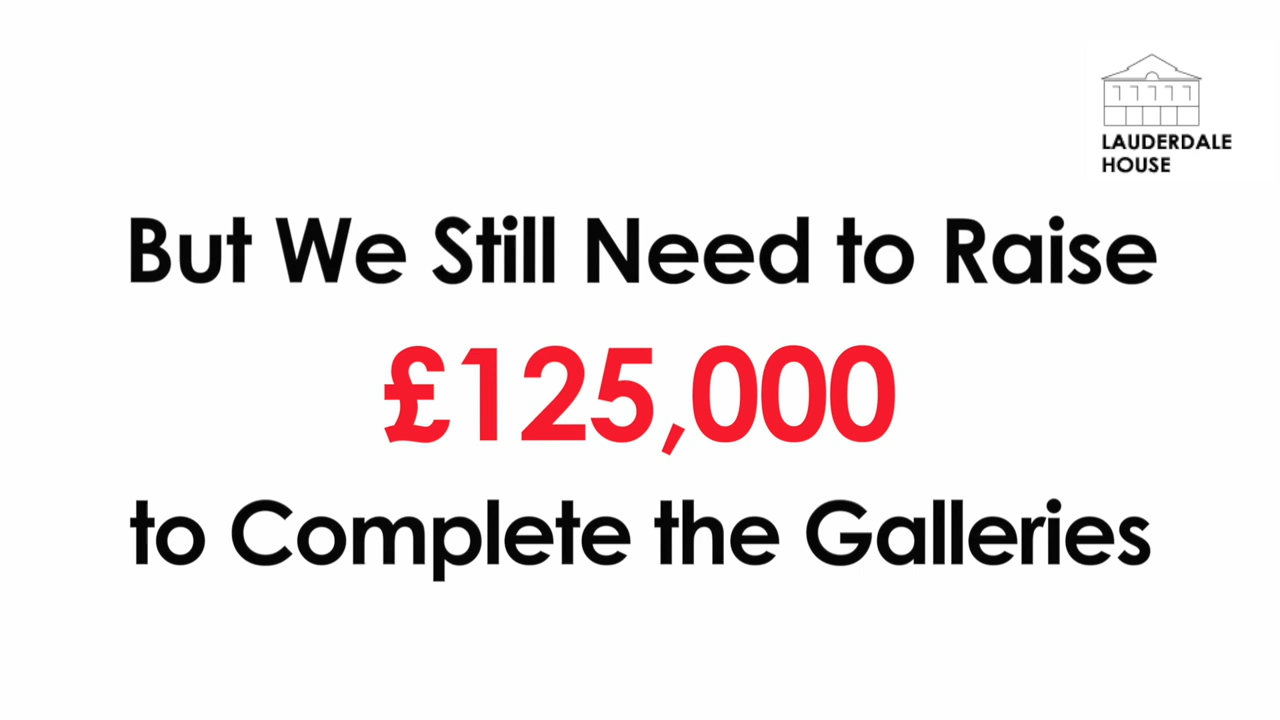 LAUDERDALE
HOUSE
But We Still Need to Raise
£125,000
to Complete the Galleries